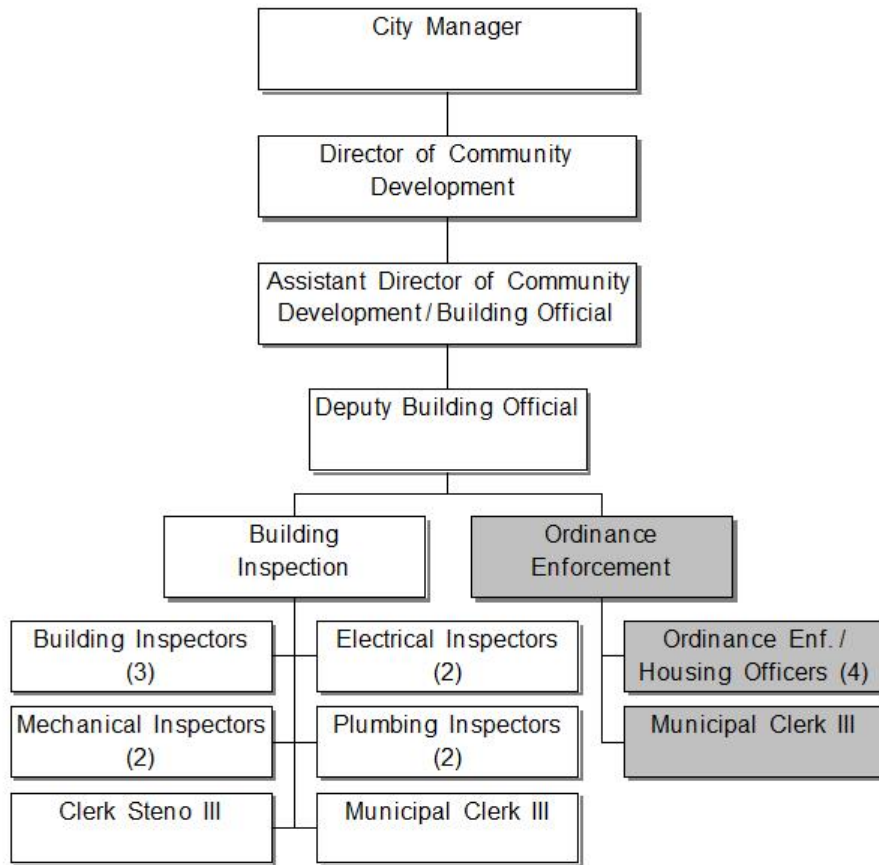 City Manager
Director of Community
Development
Assistant Director of Community
Development / Building Official
Deputy Building Official
Building
Inspection
Ordinance
Enforcement
Building Inspectors
(3)
Electrical Inspectors
(2)
Ordinance Enf. /
Housing Officers (4)
Mechanical Inspectors
(2)
Plumbing Inspectors
(2)
Municipal Clerk III
Clerk Steno III
Municipal Clerk III